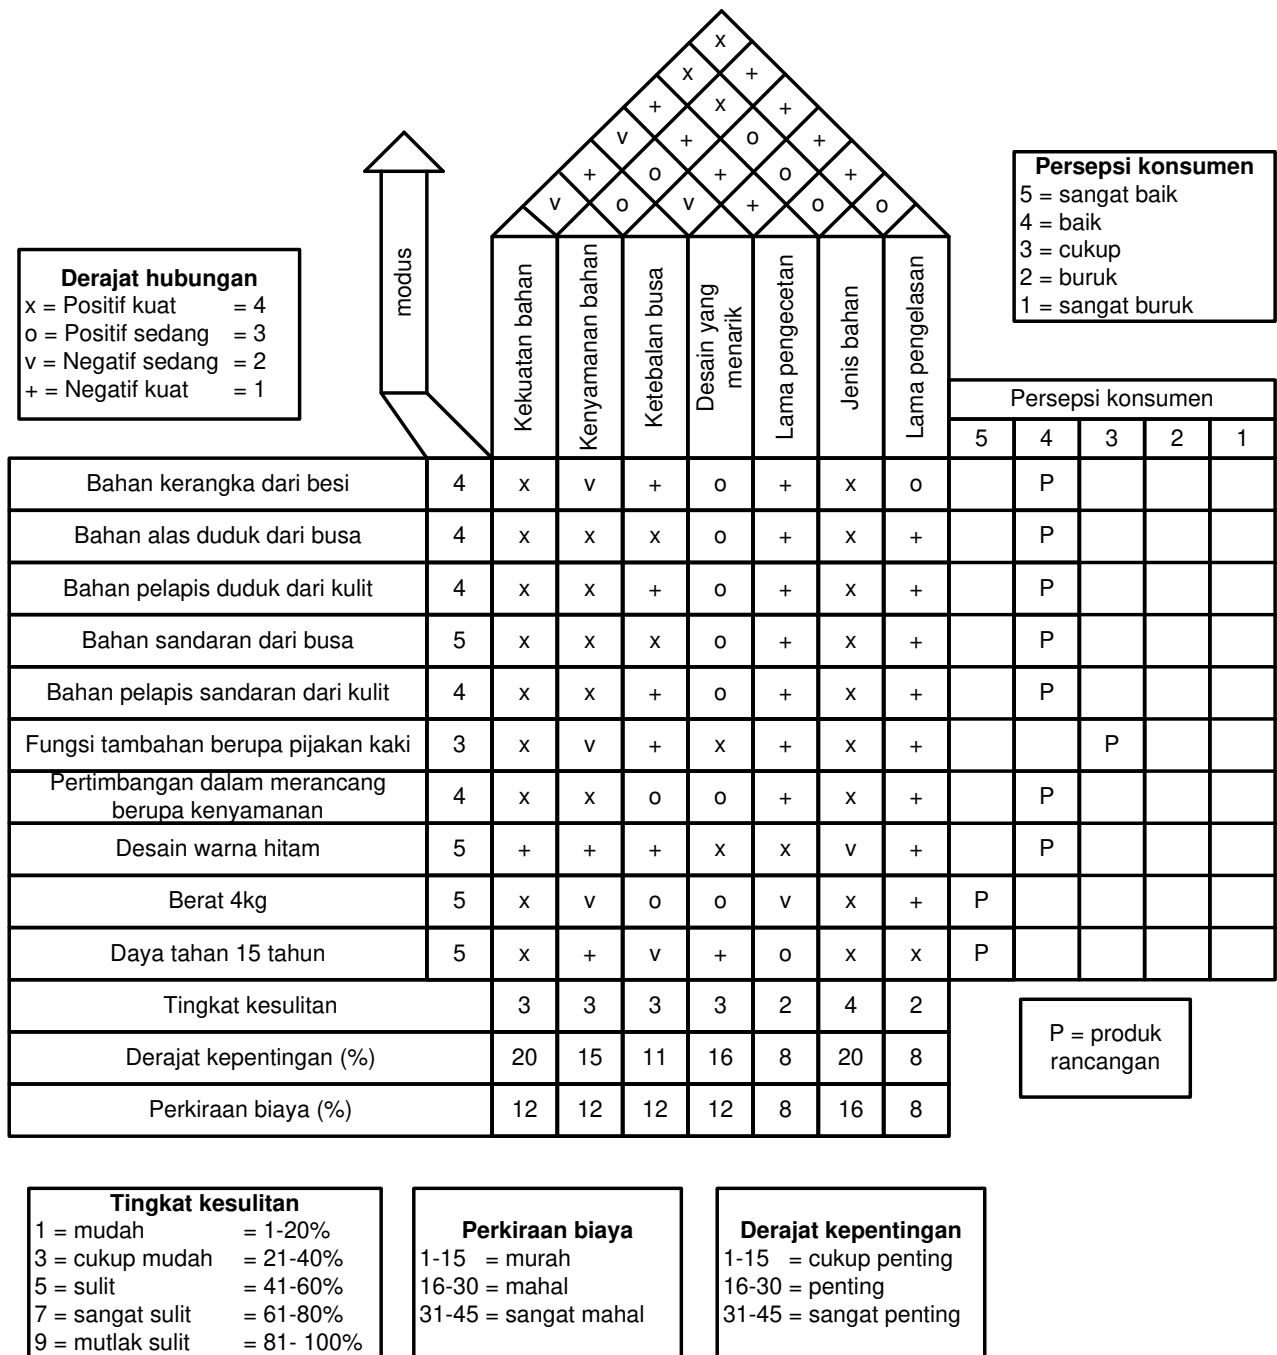 x
x +
+ x +
v + o +
+ o + o +
v o v + o o
Persepsi konsumen
5 = sangat baik
4 = baik
3 = cukup
2 = buruk
1 = sangat buruk
Derajat hubungan
x = Positif kuat = 4
o = Positif sedang = 3
v = Negatif sedang = 2
+ = Negatif kuat = 1
modus
Kekuatan bahan
Kenyamanan bahan
Ketebalan busa
Desain yang
menarik
Lama pengecetan
Jenis bahan
Lama pengelasan
Persepsi konsumen
5 4 3 2 1
Bahan kerangka dari besi 4 x v + o + x o P
Bahan alas duduk dari busa 4 x x x o + x + P
Bahan pelapis duduk dari kulit 4 x x + o + x + P
Bahan sandaran dari busa 5 x x x o + x + P
Bahan pelapis sandaran dari kulit 4 x x + o + x + P
Fungsi tambahan berupa pijakan kaki 3 x v + x + x + P
Pertimbangan dalam merancang
berupa kenyamanan 4 x x o o + x + P
Desain warna hitam 5 + + + x x v + P
Berat 4kg 5 x v o o v x + P
Daya tahan 15 tahun 5 x + v + o x x P
Tingkat kesulitan 3 3 3 3 2 4 2
Derajat kepentingan (%) 20 15 11 16 8 20 8
Perkiraan biaya (%) 12 12 12 12 8 16 8
P = produk
rancangan
Tingkat kesulitan
1 = mudah = 1-20%
3 = cukup mudah = 21-40%
5 = sulit = 41-60%
7 = sangat sulit = 61-80%
9 = mutlak sulit = 81- 100%
Perkiraan biaya
1-15 = murah
16-30 = mahal
31-45 = sangat mahal
Derajat kepentingan
1-15 = cukup penting
16-30 = penting
31-45 = sangat penting